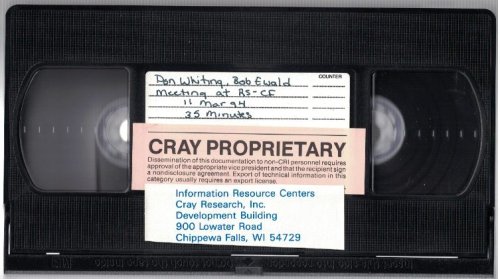 COUNTER
Don Whiting, Bob Ewald
Meeting at RS-CF
11 Mar 94
35 Minutes
CRAY PROPRIETARY
Dissemination of this documentation to non-CRI personnel requires
approval of the appropriate vice president and that the recipient sign
a nondisclosure agreement. Export of technical information in this
category usually requires an export license.
Information Resource Centers
Cray Research, Inc.
Development Building
900 Lowater Road
Chippewa Falls, WI 54729